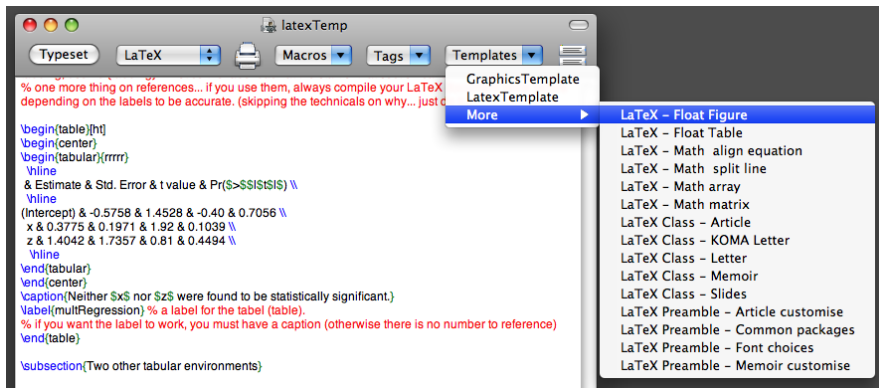 latexTemp
Typeset LaTeX Macros Tags Templates
GraphicsTemplate
LatexTemplate
More
LaTeX – Float Figure
LaTeX – Float Table
LaTeX – Math align equation
LaTeX – Math split line
LaTeX – Math array
LaTeX – Math matrix
LaTeX Class – Article
LaTeX Class – KOMA Letter
LaTeX Class – Letter
LaTeX Class – Memoir
LaTeX Class – Slides
LaTeX Preamble – Article customise
LaTeX Preamble – Common packages
LaTeX Preamble – Font choices
LaTeX Preamble – Memoir customise
% one more thing on references... if you use them, always compile your LaTeX
depending on the labels to be accurate. (skipping the technicals on why... just
\begin{table}[ht]
\begin{center}
\begin{tabular}{rrrrr}
\hline
& Estimate & Std. Error & t value & Pr($>$$|$t$|$) \\
\hline
(Intercept) & -0.5758 & 1.4528 & -0.40 & 0.7056 \\
x & 0.3775 & 0.1971 & 1.92 & 0.1039 \\
z & 1.4042 & 1.7357 & 0.81 & 0.4494 \\
\hline
\end{tabular}
\end{center}
\caption{Neither $x$ nor $z$ were found to be statistically significant.}
\label{multRegression} % a label for the tabel (table).
% if you want the label to work, you must have a caption (otherwise there is no number to reference)
\end{table}
\subsection{Two other tabular environments}